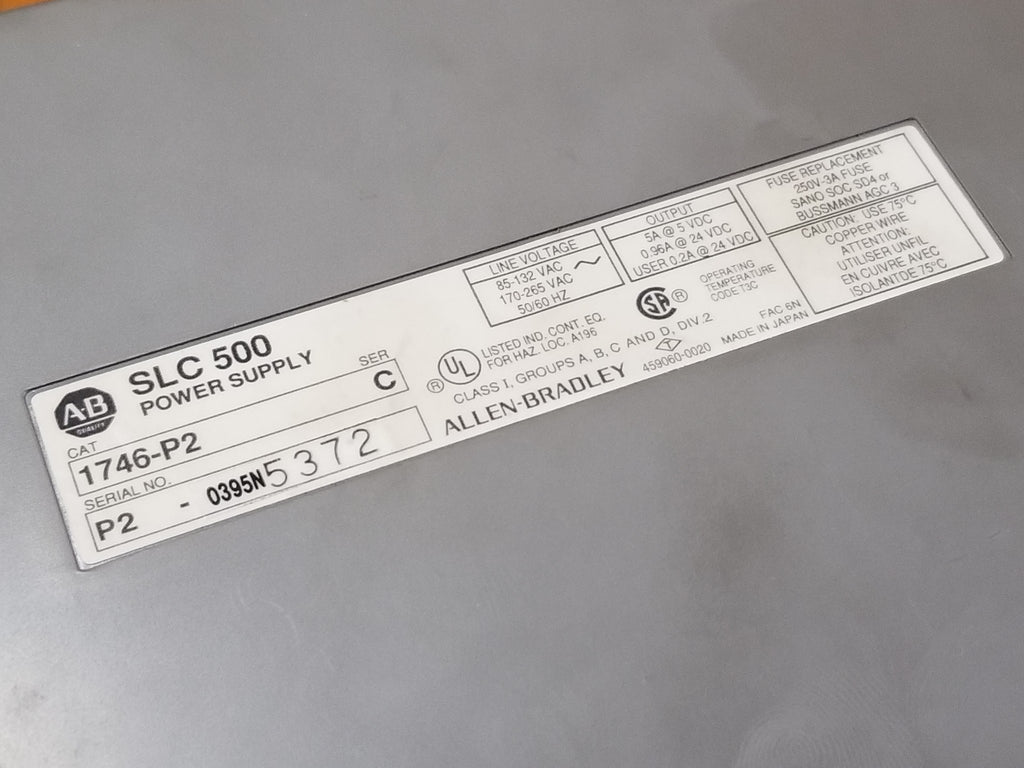 AB
QUALITY
SLC 500
POWER SUPPLY
CAT
SER
1746-P2
C
SERIAL NO.
P2 - 0395N5372
LINE VOLTAGE
85-132 VAC
170-265 VAC
50/60 HZ
OUTPUT
5A @ 5 VDC
0.96A @ 24 VDC
USER 0.2A @ 24 VDC
UL ®
LISTED IND. CONT. EQ.
FOR HAZ. LOC. A196
SA ®
OPERATING
TEMPERATURE
CODE T3C
CLASS I, GROUPS A, B, C AND D, DIV.2
ALLEN-BRADLEY
459060-0020
FAC 6N
MADE IN JAPAN
FUSE REPLACEMENT
250V-3A FUSE
SANO SOC SD4 or
BUSSMANN AGC 3
CAUTION: USE 75°C
COPPER WIRE
ATTENTION:
UTILISER UNFIL
EN CUIVRE AVEC
ISOLANTDE 75°C